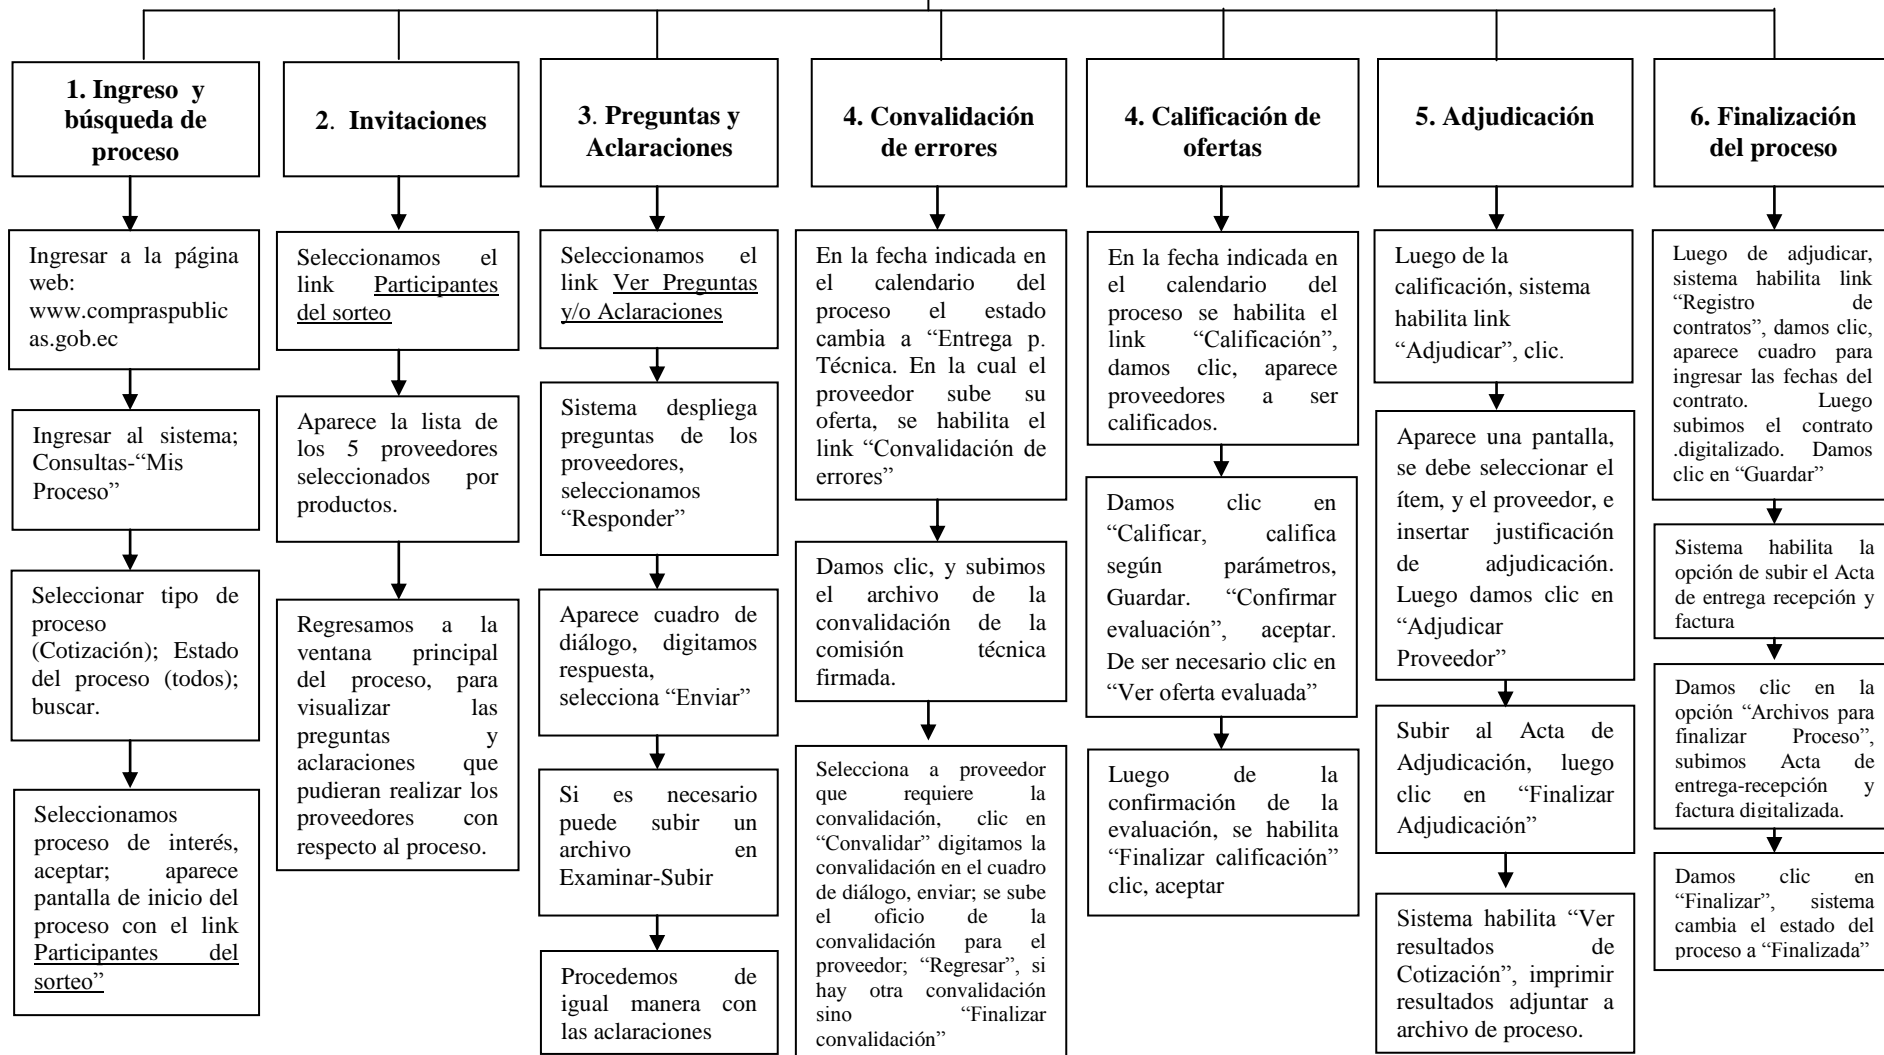 1. Ingreso y
búsqueda de
proceso
Ingresar a la página
web:
www.compraspublic
as.gob.ec
Ingresar al sistema;
Consultas-“Mis
Proceso”
Seleccionar tipo de
proceso
(Cotización); Estado
del proceso (todos);
buscar.
Seleccionamos
proceso de interés,
aceptar; aparece
pantalla de inicio del
proceso con el link
Participantes del
sorteo”
2. Invitaciones
Seleccionamos el
link Participantes
del sorteo
Aparece la lista de
los 5 proveedores
seleccionados por
productos.
Regresamos a la
ventana principal
del proceso, para
visualizar las
preguntas y
aclaraciones que
pudieran realizar los
proveedores con
respecto al proceso.
3. Preguntas y
Aclaraciones
Seleccionamos el
link Ver Preguntas
y/o Aclaraciones
Sistema despliega
preguntas de los
proveedores,
seleccionamos
“Responder”
Aparece cuadro de
diálogo, digitamos
respuesta,
selecciona “Enviar”
Si es necesario
puede subir un
archivo en
Examinar-Subir
Procedemos de
igual manera con
las aclaraciones
4. Convalidación
de errores
En la fecha indicada en
el calendario del
proceso el estado
cambia a “Entrega p.
Técnica. En la cual el
proveedor sube su
oferta, se habilita el
link “Convalidación de
errores”
Damos clic, y subimos
el archivo de la
convalidación de la
comisión técnica
firmada.
Selecciona a proveedor
que requiere la
convalidación, clic en
“Convalidar” digitamos la
convalidación en el cuadro
de diálogo, enviar; se sube
el oficio de la
convalidación para el
proveedor; “Regresar”, si
hay otra convalidación
sino “Finalizar
convalidación”
4. Calificación de
ofertas
En la fecha indicada en
el calendario del
proceso se habilita el
link “Calificación”,
damos clic, aparece
proveedores a ser
calificados.
Damos clic en
“Calificar, califica
según parámetros,
Guardar. “Confirmar
evaluación”, aceptar.
De ser necesario clic en
“Ver oferta evaluada”
Luego de la
confirmación de la
evaluación, se habilita
“Finalizar calificación”
clic, aceptar
5. Adjudicación
Luego de la
calificación, sistema
habilita link
“Adjudicar”, clic.
Aparece una pantalla,
se debe seleccionar el
ítem, y el proveedor, e
insertar justificación
de adjudicación.
Luego damos clic en
“Adjudicar
Proveedor”
Subir al Acta de
Adjudicación, luego
clic en “Finalizar
Adjudicación”
Sistema habilita “Ver
resultados de
Cotización”, imprimir
resultados adjuntar a
archivo de proceso.
6. Finalización
del proceso
Luego de adjudicar,
sistema habilita link
“Registro de
contratos”, damos clic,
aparece cuadro para
ingresar las fechas del
contrato. Luego
subimos el contrato
.digitalizado. Damos
clic en “Guardar”
Sistema habilita la
opción de subir el Acta
de entrega recepción y
factura
Damos clic en la
opción “Archivos para
finalizar Proceso”,
subimos Acta de
entrega-recepción y
factura digitalizada.
Damos clic en
“Finalizar”, sistema
cambia el estado del
proceso a “Finalizada”